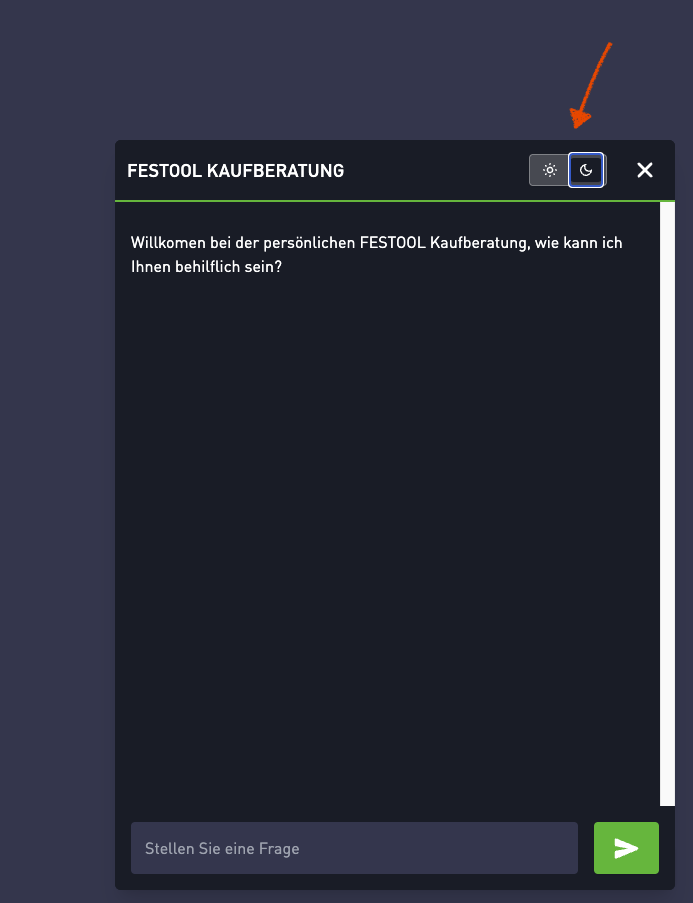 FESTOOL KAUFBERATUNG
Willkomen bei der persönlichen FESTOOL Kaufberatung, wie kann ich
Ihnen behilflich sein?
Stellen Sie eine Frage